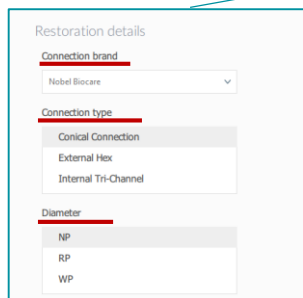 Restoration details
Connection brand
Nobel Biocare
Connection type
Conical Connection
External Hex
Internal Tri-Channel
Diameter
NP
RP
WP